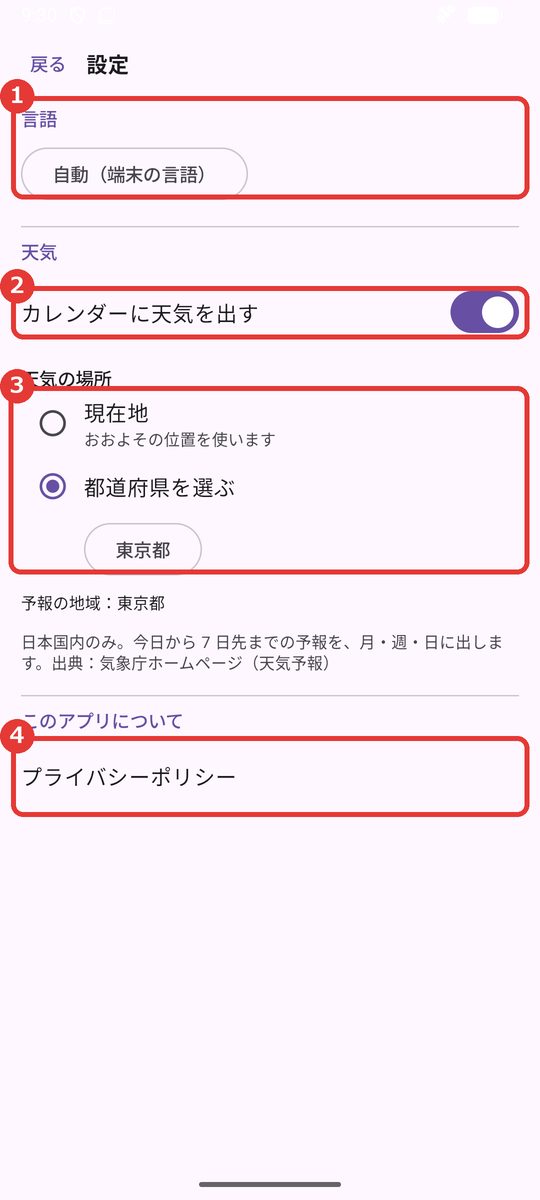 9:30
戻る 設定
1
言語
自動（端末の言語）
天気
2
カレンダーに天気を出す
天気の場所
3
現在地
おおよその位置を使います
都道府県を選ぶ
東京都
予報の地域：東京都
日本国内のみ。今日から 7 日先までの予報を、月・週・日に出しま
す。出典：気象庁ホームページ（天気予報）
このアプリについて
4
プライバシーポリシー